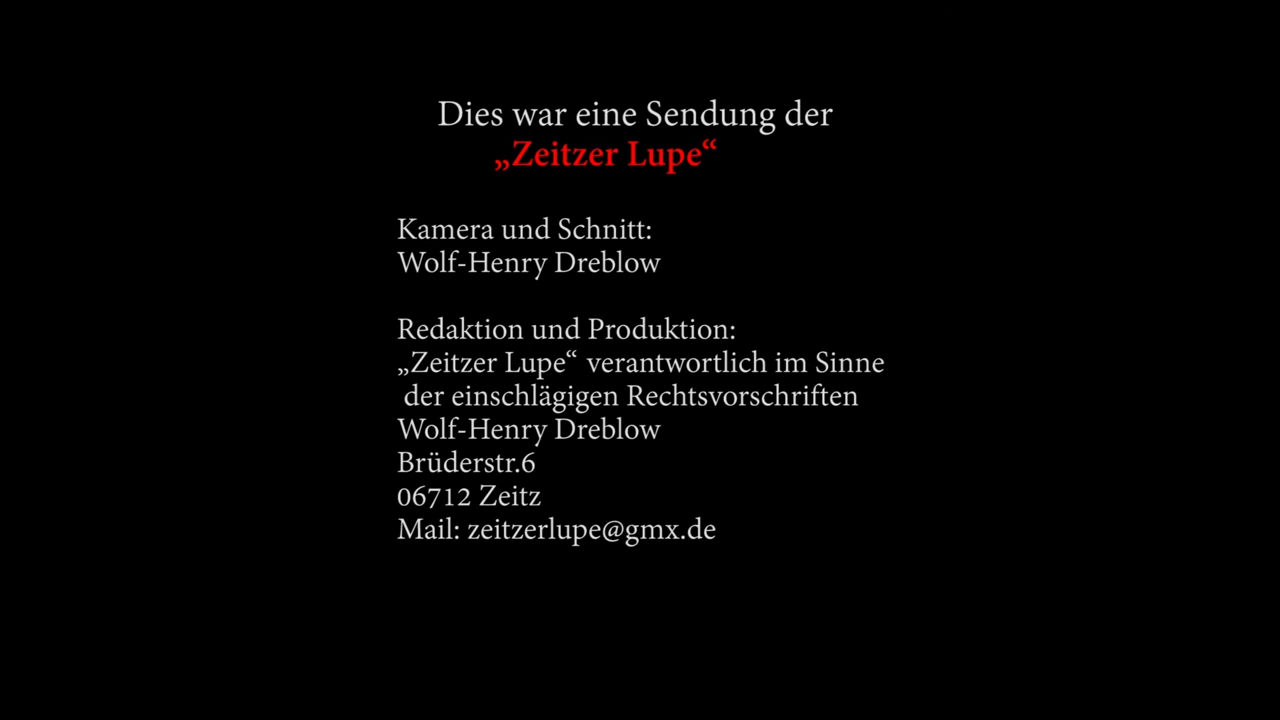 Dies war eine Sendung der
„Zeitzer Lupe“
Kamera und Schnitt:
Wolf-Henry Dreblow
Redaktion und Produktion:
„Zeitzer Lupe“ verantwortlich im Sinne
der einschlägigen Rechtsvorschriften
Wolf-Henry Dreblow
Brüderstr.6
06712 Zeitz
Mail: zeitzerlupe@gmx.de